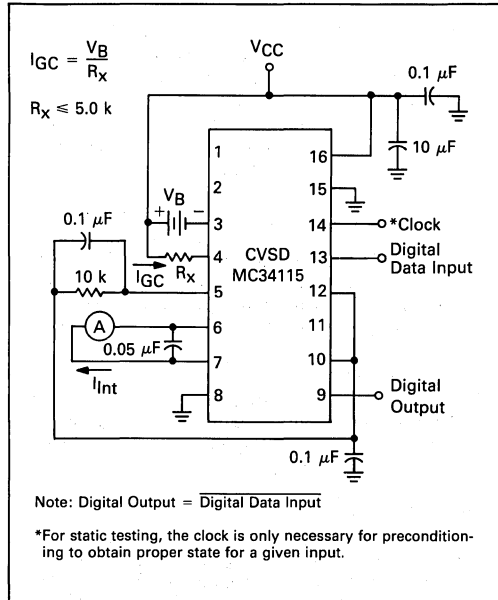 I_GC = V_B / R_X
R_X ≤ 5.0 k
V_CC
0.1 μF
10 μF
1
2
3
4
5
6
7
8
16
15
14
13
12
11
10
9
CVSD
MC34115
V_B
+ −
0.1 μF
I_GC
R_X
10 k
A
0.05 μF
I_Int
*Clock
Digital
Data Input
Digital
Output
0.1 μF
Note: Digital Output = \overline{Digital Data Input}
*For static testing, the clock is only necessary for precondition-
ing to obtain proper state for a given input.